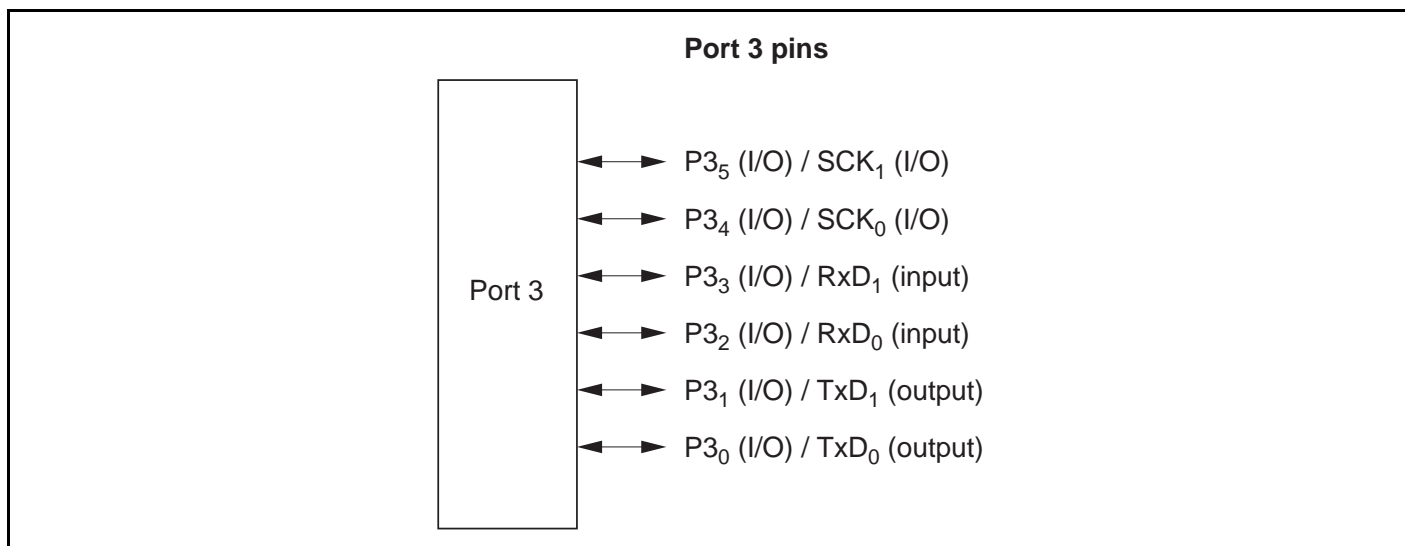 Port 3 pins
P3₅ (I/O) / SCK₁ (I/O)
P3₄ (I/O) / SCK₀ (I/O)
P3₃ (I/O) / RxD₁ (input)
Port 3
P3₂ (I/O) / RxD₀ (input)
P3₁ (I/O) / TxD₁ (output)
P3₀ (I/O) / TxD₀ (output)